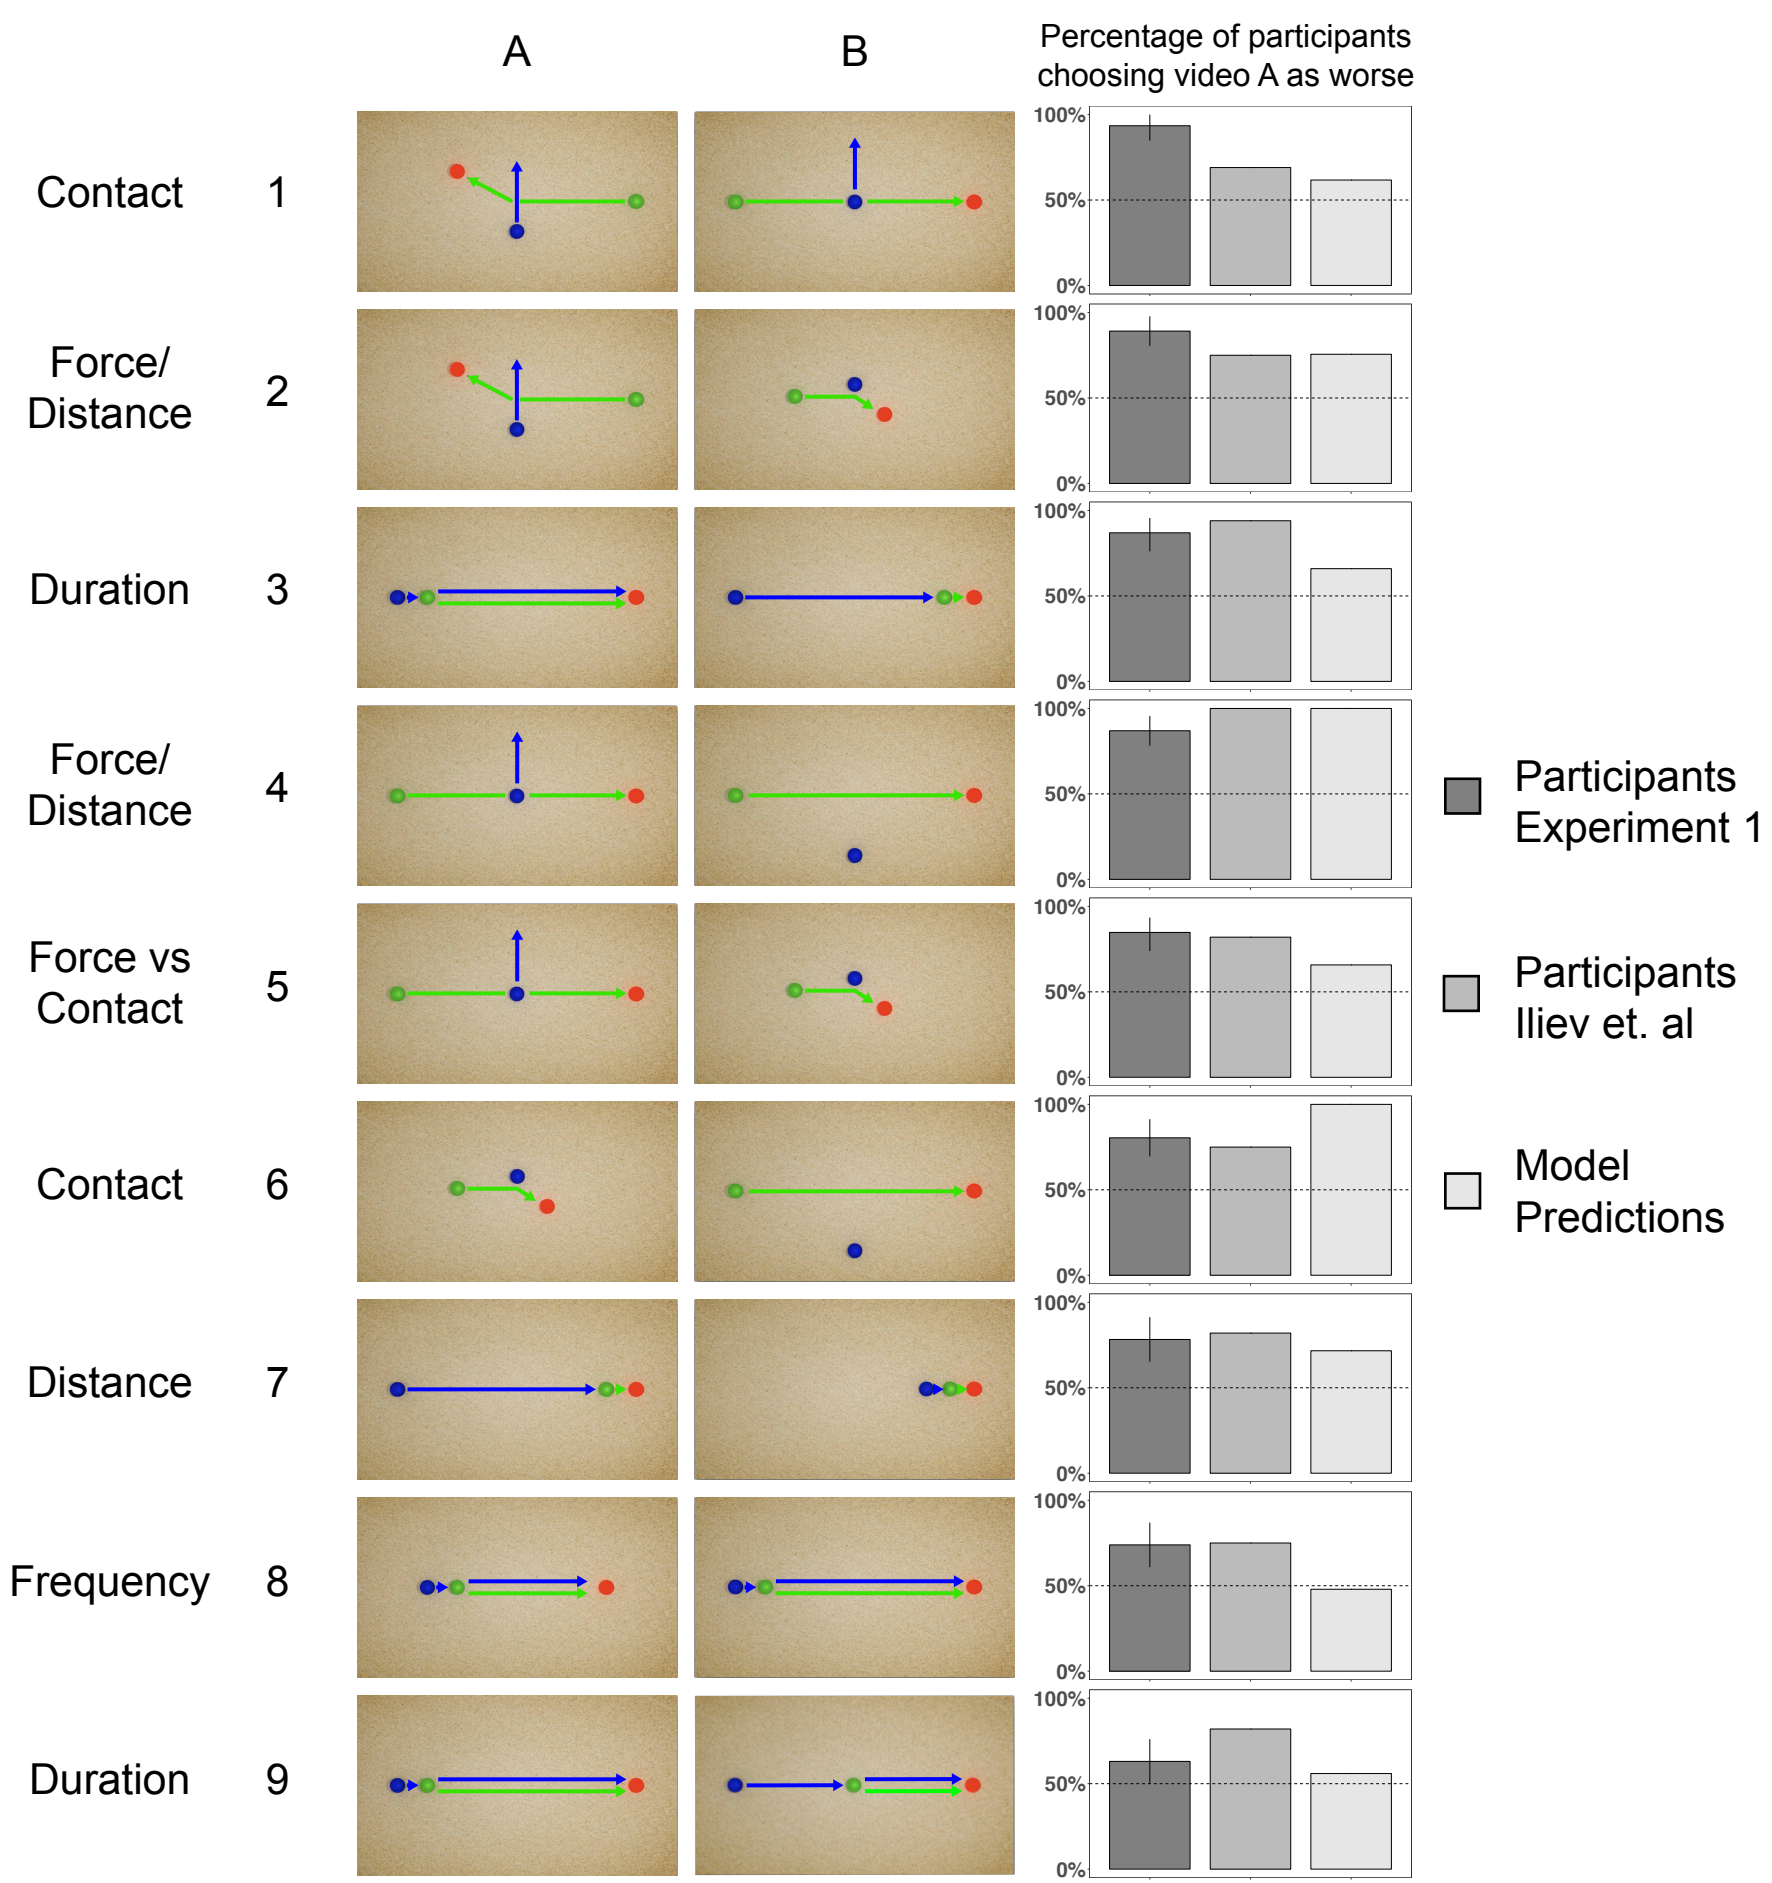 A
B
Percentage of participants
choosing video A as worse
Contact
1
100%
50%
0%
Force/
Distance
2
100%
50%
0%
Duration
3
100%
50%
0%
Force/
Distance
4
100%
50%
0%
Force vs
Contact
5
100%
50%
0%
Contact
6
100%
50%
0%
Distance
7
100%
50%
0%
Frequency
8
100%
50%
0%
Duration
9
100%
50%
0%
Participants
Experiment 1
Participants
Iliev et. al
Model
Predictions